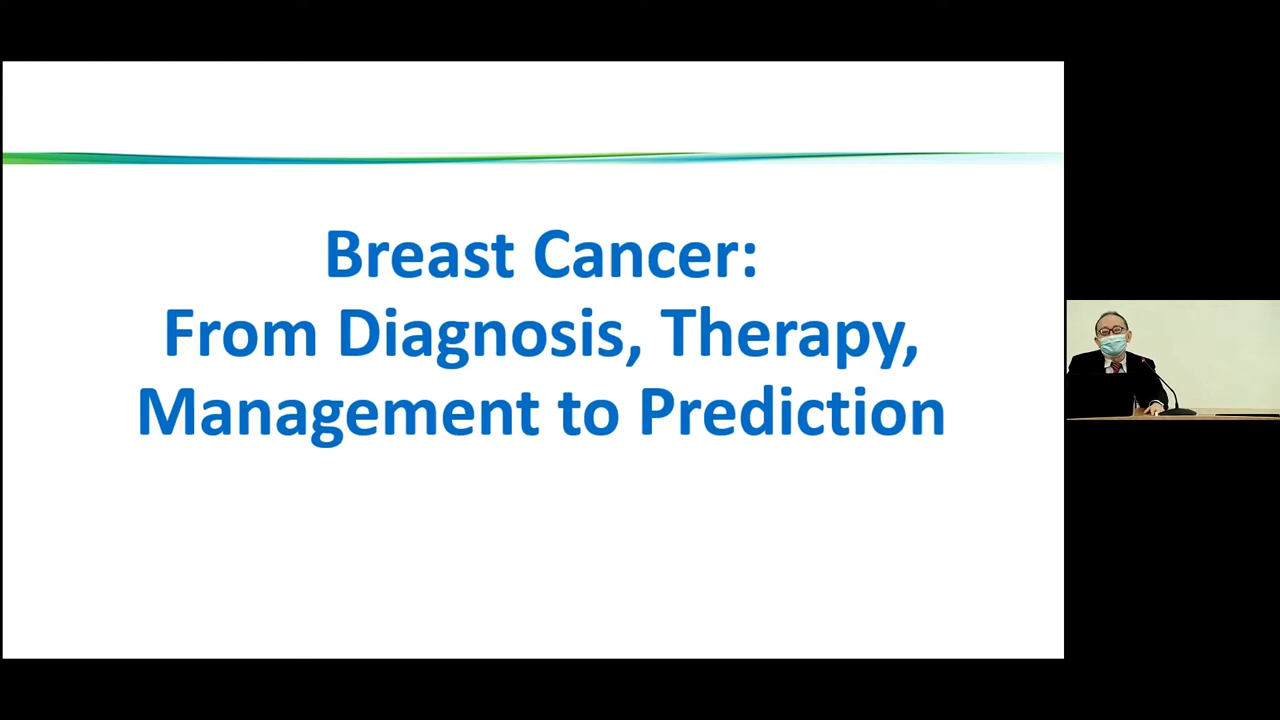 Breast Cancer:
From Diagnosis, Therapy,
Management to Prediction